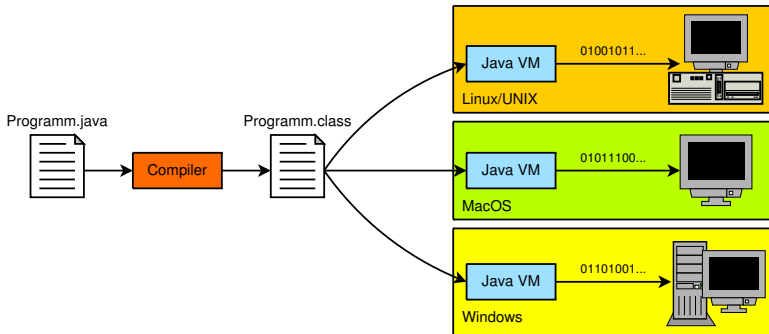 Programm.java
Compiler
Programm.class
Java VM
01001011...
Linux/UNIX
Java VM
01011100...
MacOS
Java VM
01101001...
Windows